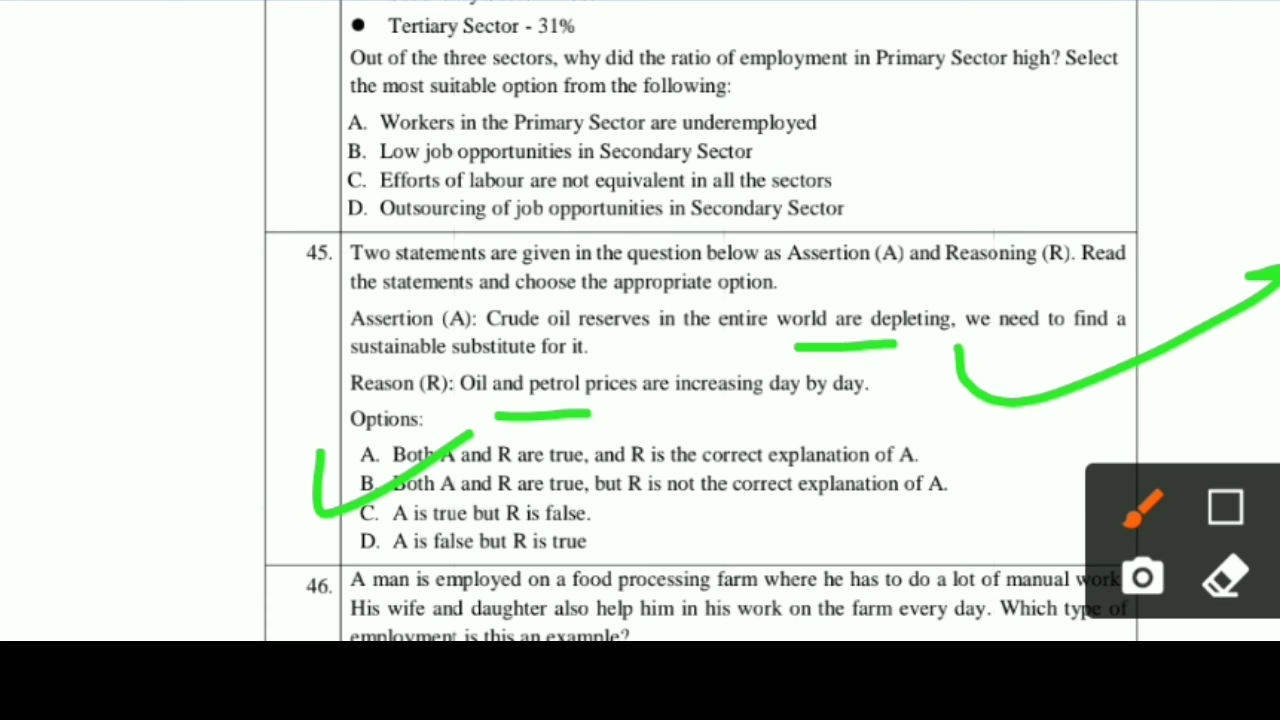 ● Tertiary Sector - 31%
Out of the three sectors, why did the ratio of employment in Primary Sector high? Select
the most suitable option from the following:
A. Workers in the Primary Sector are underemployed
B. Low job opportunities in Secondary Sector
C. Efforts of labour are not equivalent in all the sectors
D. Outsourcing of job opportunities in Secondary Sector
45. Two statements are given in the question below as Assertion (A) and Reasoning (R). Read
the statements and choose the appropriate option.
Assertion (A): Crude oil reserves in the entire world are depleting, we need to find a
sustainable substitute for it.
Reason (R): Oil and petrol prices are increasing day by day.
Options:
A. Both A and R are true, and R is the correct explanation of A.
B. Both A and R are true, but R is not the correct explanation of A.
C. A is true but R is false.
D. A is false but R is true
46. A man is employed on a food processing farm where he has to do a lot of manual work
His wife and daughter also help him in his work on the farm every day. Which type of
employment is this an example?